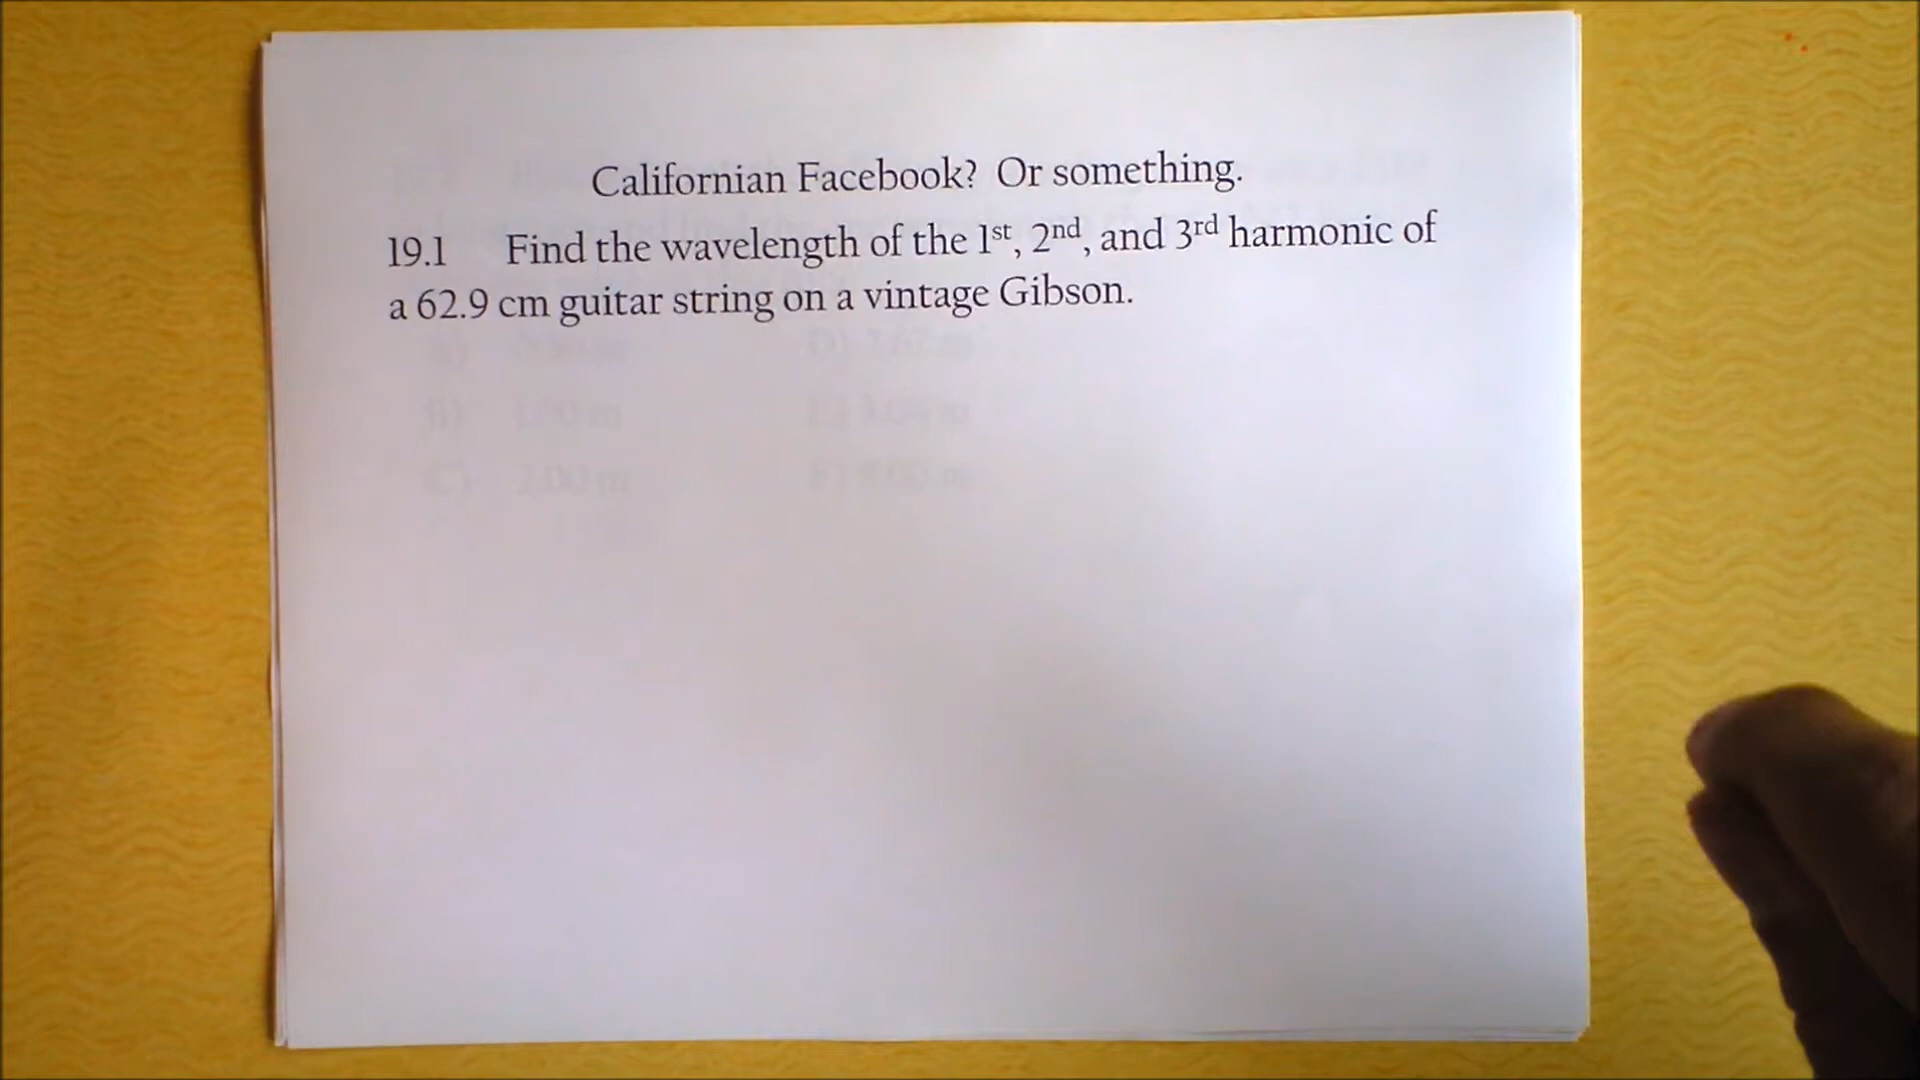 Californian Facebook? Or something.
19.1 Find the wavelength of the 1st, 2nd, and 3rd harmonic of
a 62.9 cm guitar string on a vintage Gibson.